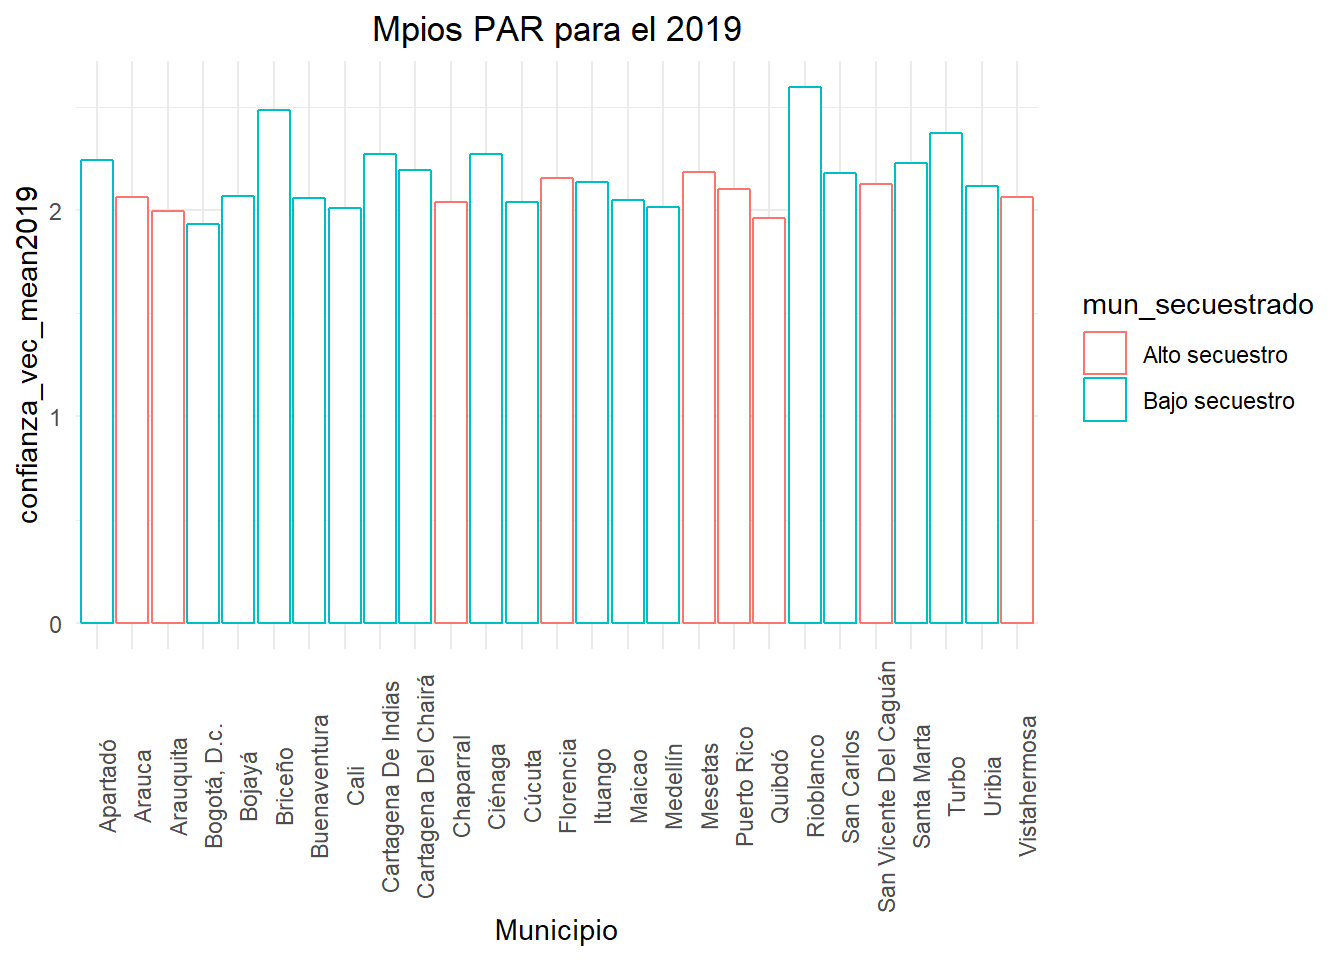 Mpios PAR para el 2019
confianza_vec_mean2019
2
1
0
Apartadó
Arauca
Arauquita
Bogotá, D.c.
Bojayá
Briceño
Buenaventura
Cali
Cartagena De Indias
Cartagena Del Chairá
Chaparral
Ciénaga
Cúcuta
Florencia
Ituango
Maicao
Medellín
Mesetas
Puerto Rico
Quibdó
Rioblanco
San Carlos
San Vicente Del Caguán
Santa Marta
Turbo
Uribia
Vistahermosa
Municipio
mun_secuestrado
Alto secuestro
Bajo secuestro